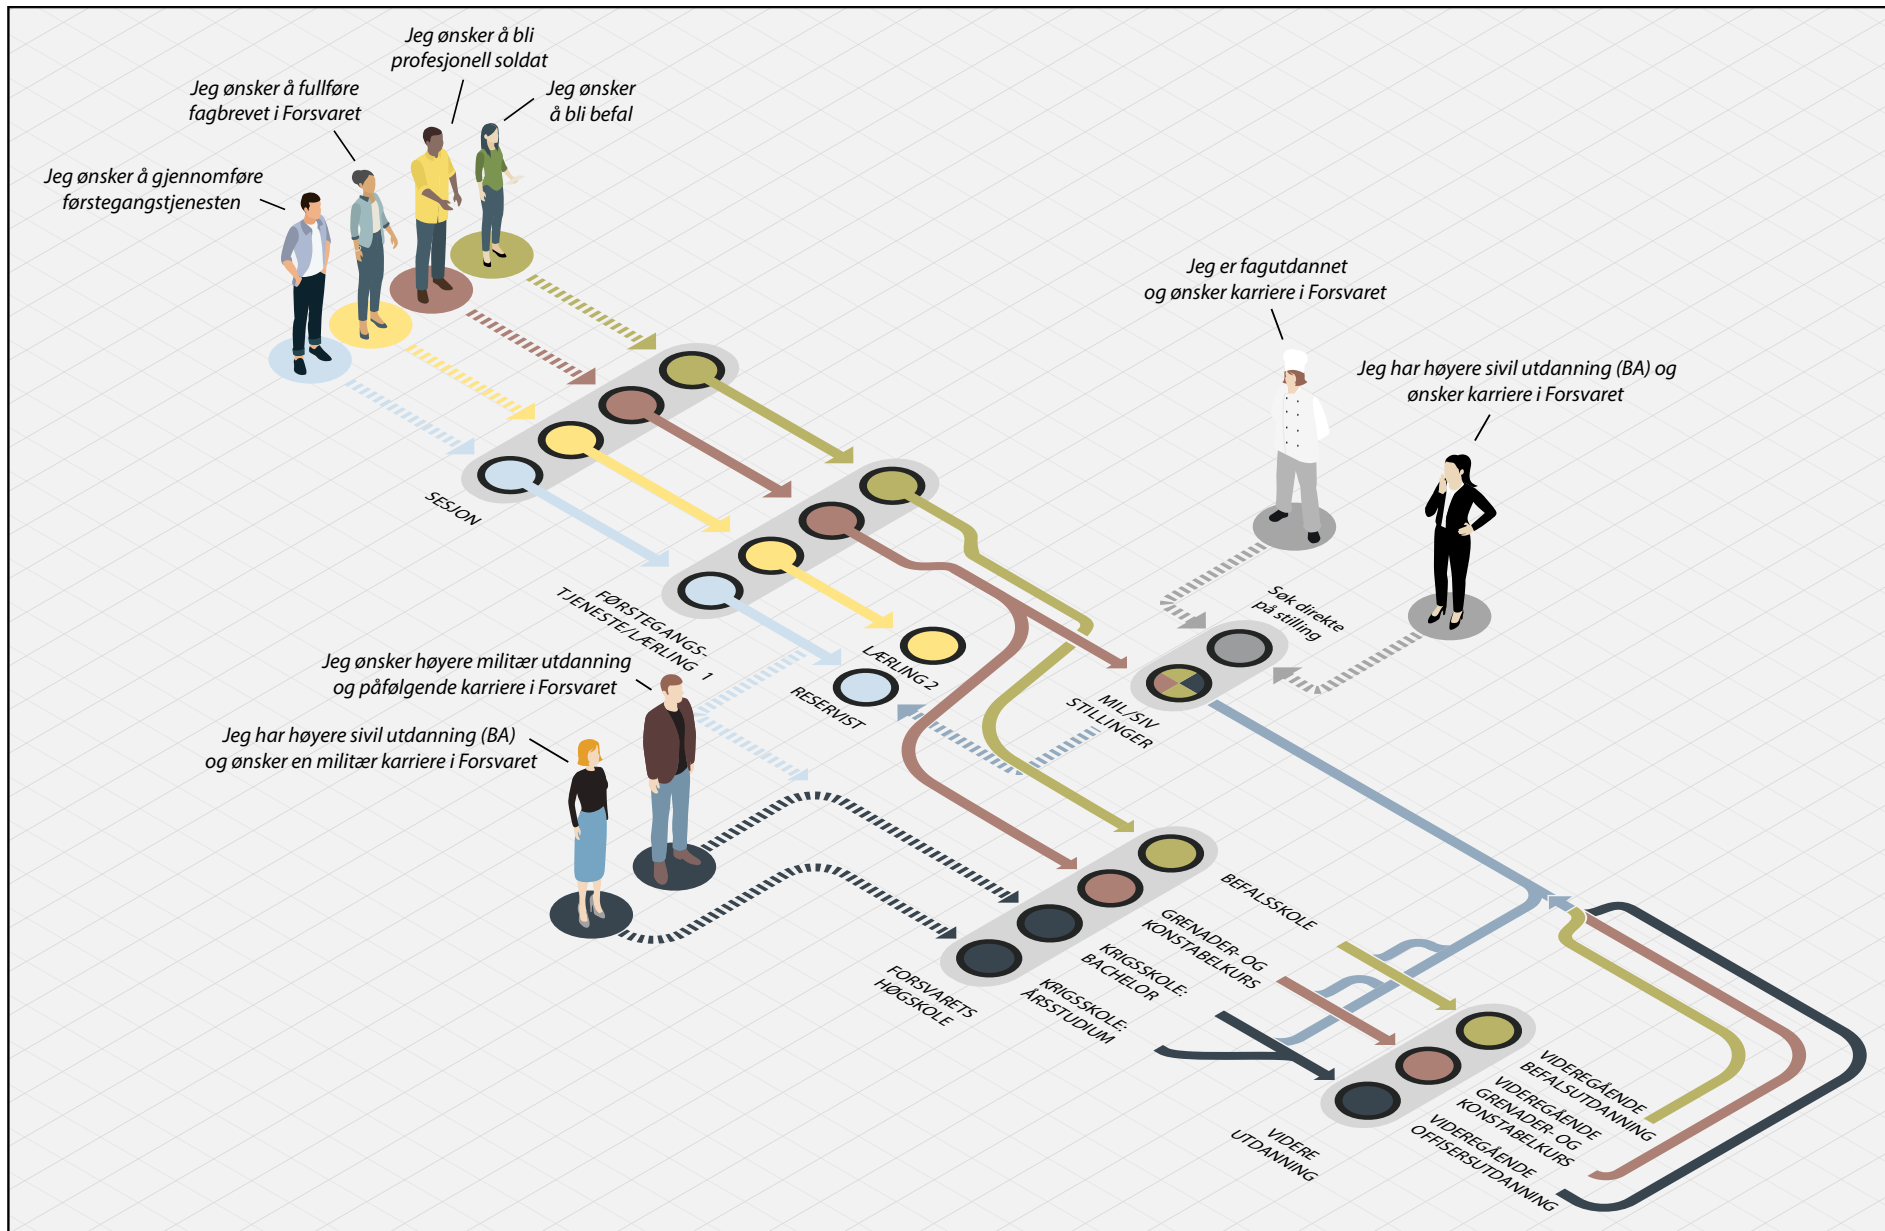 Jeg ønsker å bli
profesjonell soldat
Jeg ønsker å fullføre
fagbrevet i Forsvaret
Jeg ønsker
å bli befal
Jeg ønsker å gjennomføre
førstegangstjenesten
Jeg er fagutdannet
og ønsker karriere i Forsvaret
Jeg har høyere sivil utdanning (BA) og
ønsker karriere i Forsvaret
SESJON
FØRSTEGANGS-
TJENESTE/LÆRLING 1
LÆRLING 2
RESERVIST
Søk direkte
på stilling
MIL/SIV
STILLINGER
Jeg ønsker høyere militær utdanning
og påfølgende karriere i Forsvaret
Jeg har høyere sivil utdanning (BA)
og ønsker en militær karriere i Forsvaret
BEFALSSKOLE
GRENADER- OG
KONSTABELKURS
KRIGSSKOLE:
BACHELOR
KRIGSSKOLE:
ÅRSSTUDIUM
FORSVARETS
HØGSKOLE
VIDEREGÅENDE
BEFALSUTDANNING
VIDEREGÅENDE
GRENADER- OG
KONSTABELKURS
VIDEREGÅENDE
OFFISERSUTDANNING
VIDERE
UTDANNING